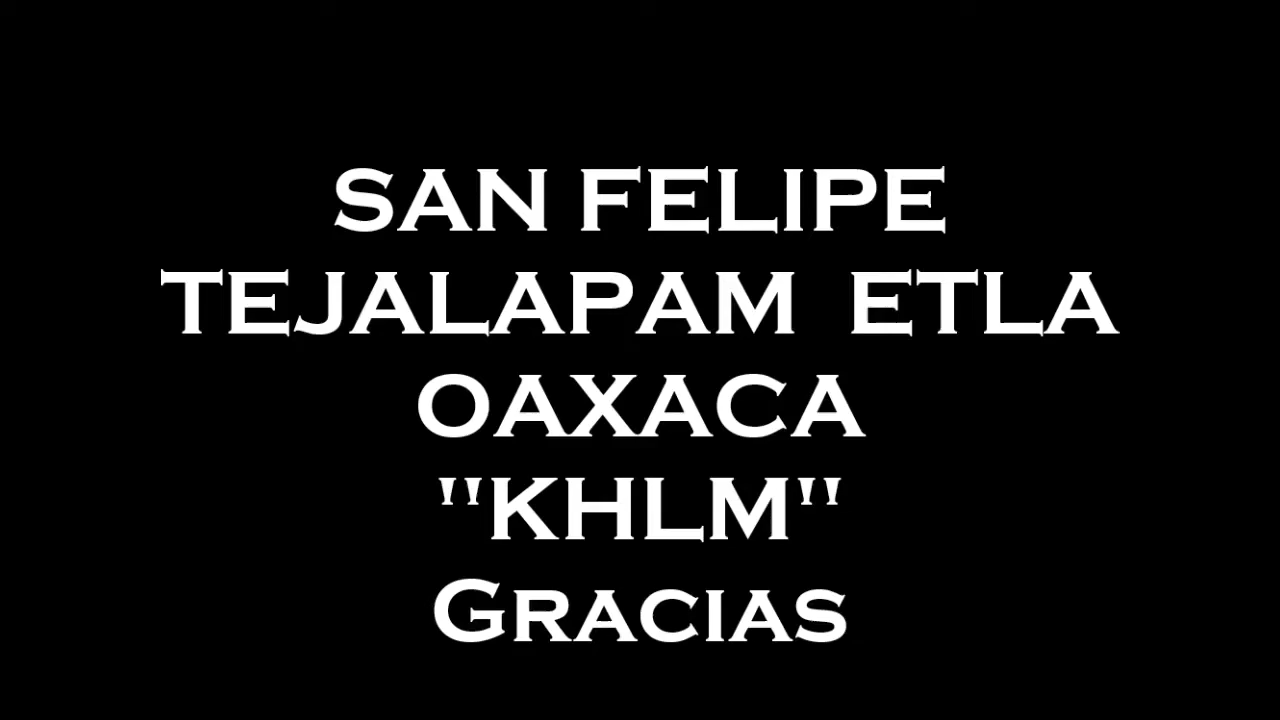 SAN FELIPE
TEJALAPAM ETLA
OAXACA
"KHLM"
Gracias